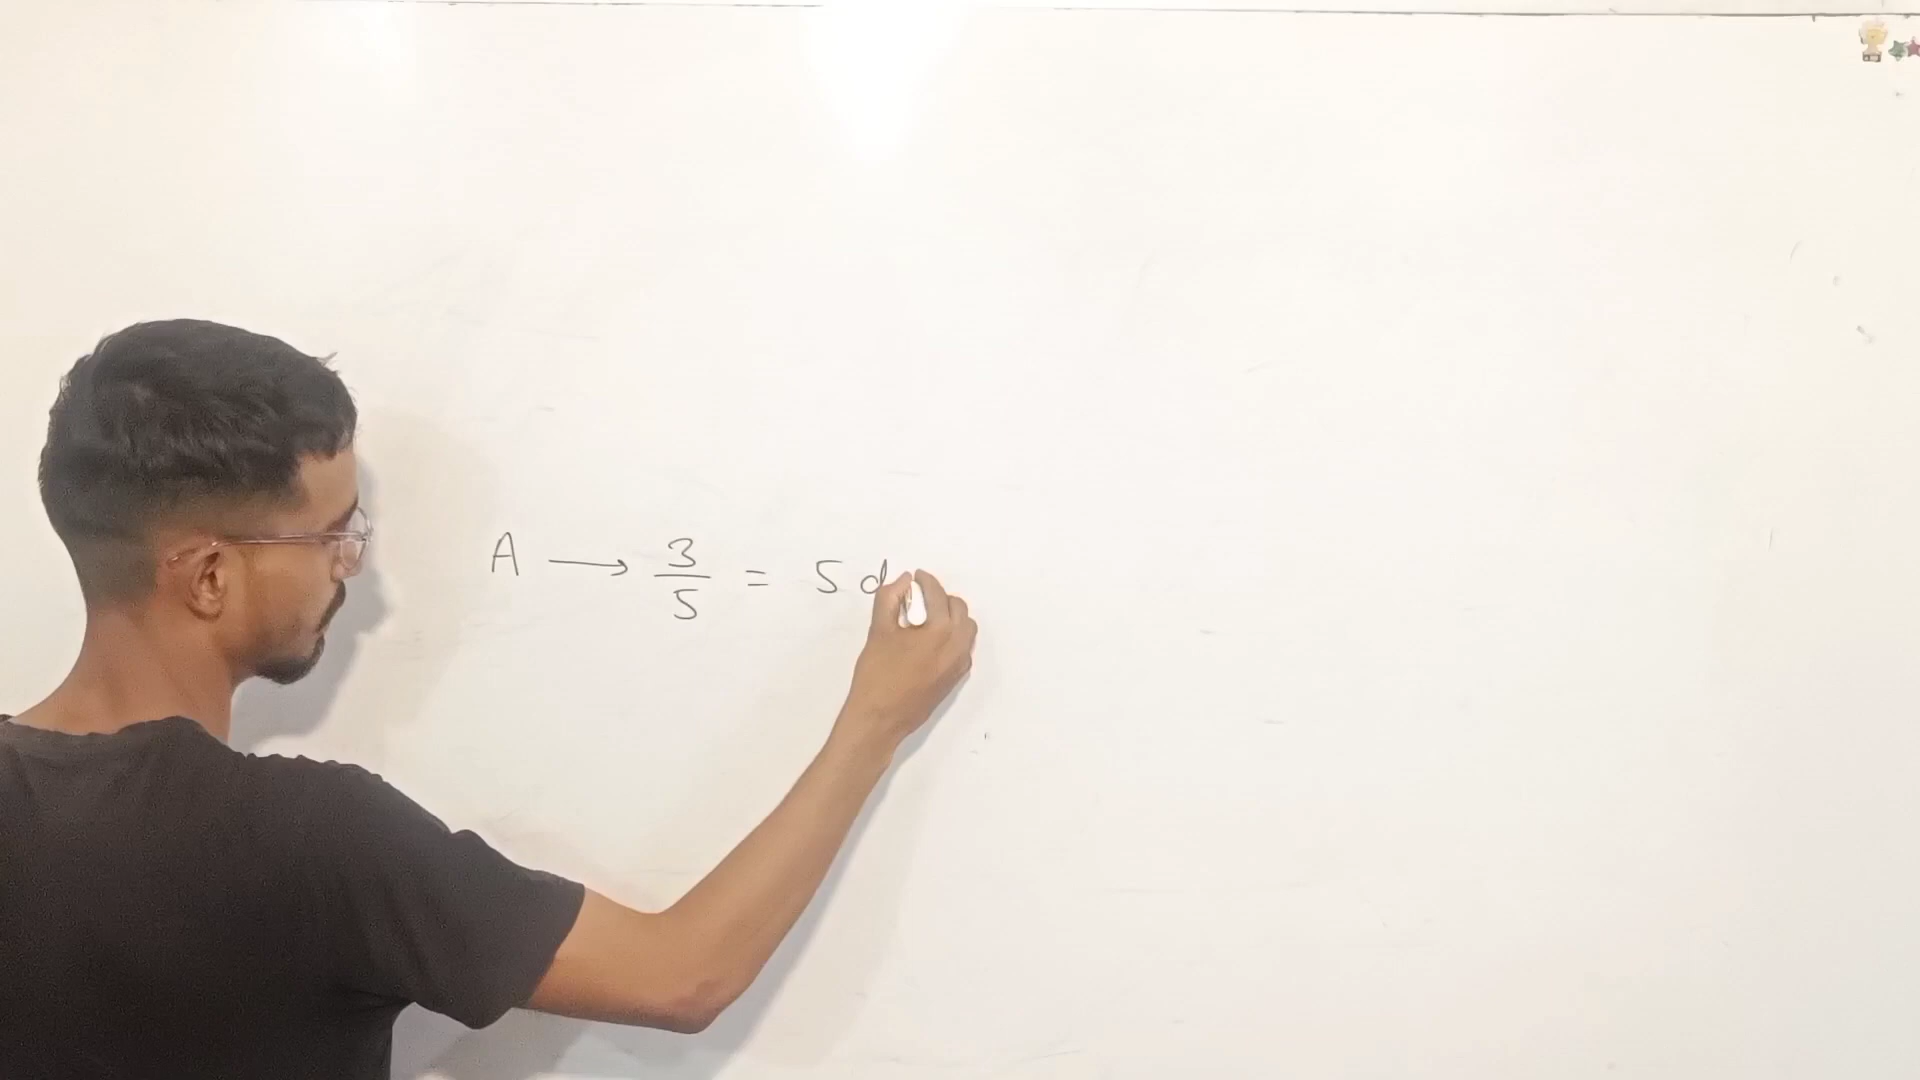 A → 3/5 = 5 d